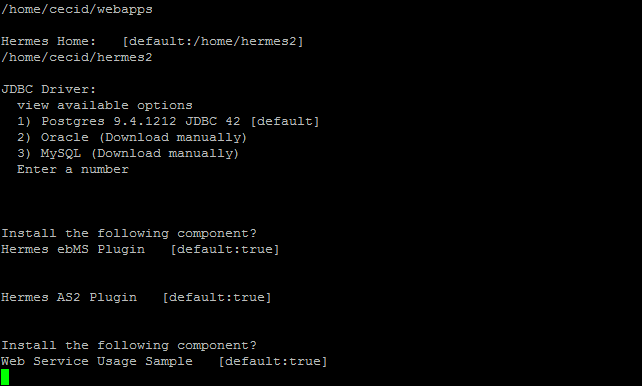 /home/cecid/webapps
Hermes Home:   [default:/home/hermes2]
/home/cecid/hermes2
JDBC Driver:
view available options
1) Postgres 9.4.1212 JDBC 42 [default]
2) Oracle (Download manually)
3) MySQL (Download manually)
Enter a number
Install the following component?
Hermes ebMS Plugin   [default:true]
Hermes AS2 Plugin   [default:true]
Install the following component?
Web Service Usage Sample   [default:true]